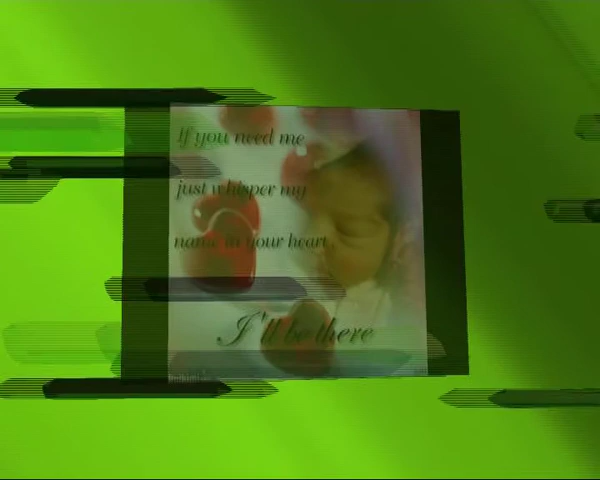 If you need me
just whisper my
name in your heart.
I'll be there